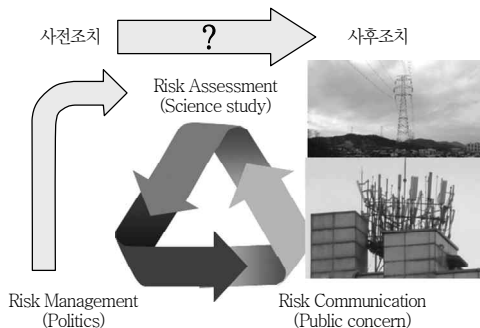 사전조치
?
사후조치
Risk Assessment
(Science study)
Risk Management
(Politics)
Risk Communication
(Public concern)